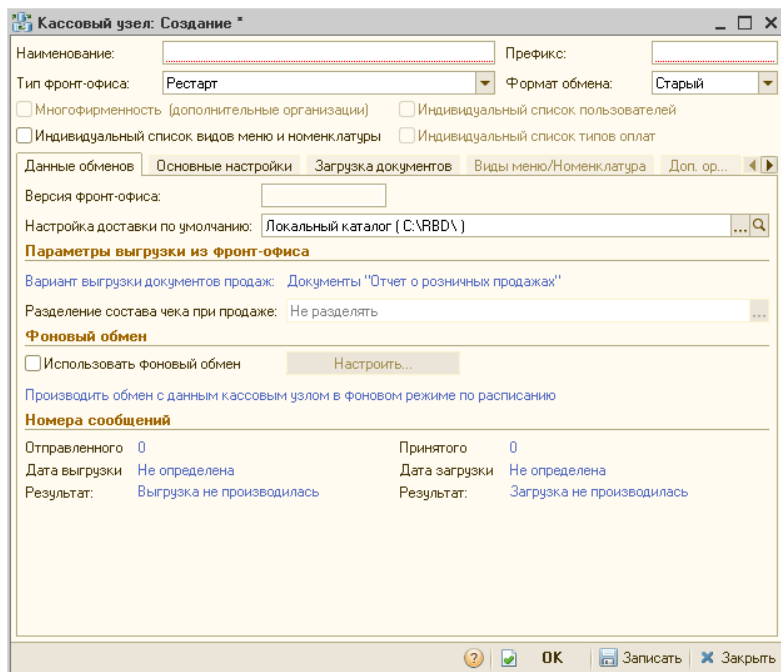 Кассовый узел: Создание *
Наименование: Префикс:
Тип фронт-офиса: Рестарт Формат обмена: Старый
Многофирменность (дополнительные организации) Индивидуальный список пользователей
Индивидуальный список видов меню и номенклатуры Индивидуальный список типов оплат
Данные обменов Основные настройки Загрузка документов Виды меню/Номенклатура Доп. ор...
Версия фронт-офиса:
Настройка доставки по умолчанию: Локальный каталог ( C:\RBD\ ) ...
Параметры выгрузки из фронт-офиса
Вариант выгрузки документов продаж: Документы "Отчет о розничных продажах"
Разделение состава чека при продаже: Не разделять ...
Фоновый обмен
Использовать фоновый обмен Настроить...
Производить обмен с данным кассовым узлом в фоновом режиме по расписанию
Номера сообщений
Отправленного 0 Принятого 0
Дата выгрузки Не определена Дата загрузки Не определена
Результат: Выгрузка не производилась Результат: Загрузка не производилась
? OK Записать Закрыть